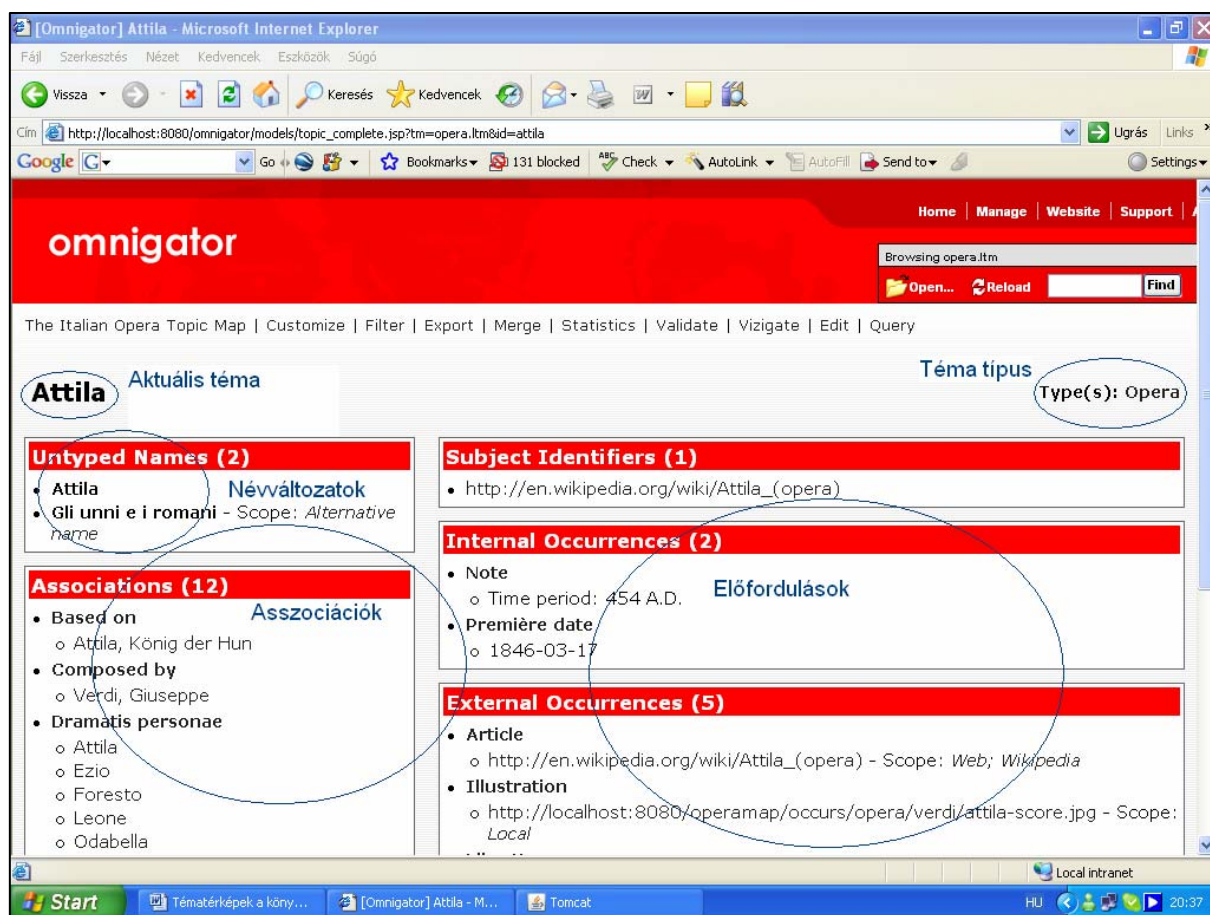 [Omnigator] Attila - Microsoft Internet Explorer
Fájl Szerkesztés Nézet Kedvencek Eszközök Súgó
Vissza Keresés Kedvencek
Cím http://localhost:8080/omnigator/models/topic_complete.jsp?tm=opera.ltm&id=attila Ugrás Links »
Google G Go Bookmarks 131 blocked ABC Check AutoLink AutoFill Send to Settings
Home | Manage | Website | Support |
omnigator
Browsing opera.ltm
Open... Reload Find
The Italian Opera Topic Map | Customize | Filter | Export | Merge | Statistics | Validate | Vizigate | Edit | Query
Attila Aktuális téma Téma típus
Type(s): Opera
Untyped Names (2)
• Attila
Névváltozatok
• Gli unni e i romani - Scope: Alternative
name
Associations (12)
Asszociációk
• Based on
o Attila, König der Hun
• Composed by
o Verdi, Giuseppe
• Dramatis personae
o Attila
o Ezio
o Foresto
o Leone
o Odabella
Subject Identifiers (1)
• http://en.wikipedia.org/wiki/Attila_(opera)
Internal Occurrences (2)
• Note
Előfordulások
o Time period: 454 A.D.
• Première date
o 1846-03-17
External Occurrences (5)
• Article
o http://en.wikipedia.org/wiki/Attila_(opera) - Scope: Web; Wikipedia
• Illustration
o http://localhost:8080/operamap/occurs/opera/verdi/attila-score.jpg - Scope:
Local
Local intranet
Start Tématérképek a köny... [Omnigator] Attila - M... Tomcat HU 20:37